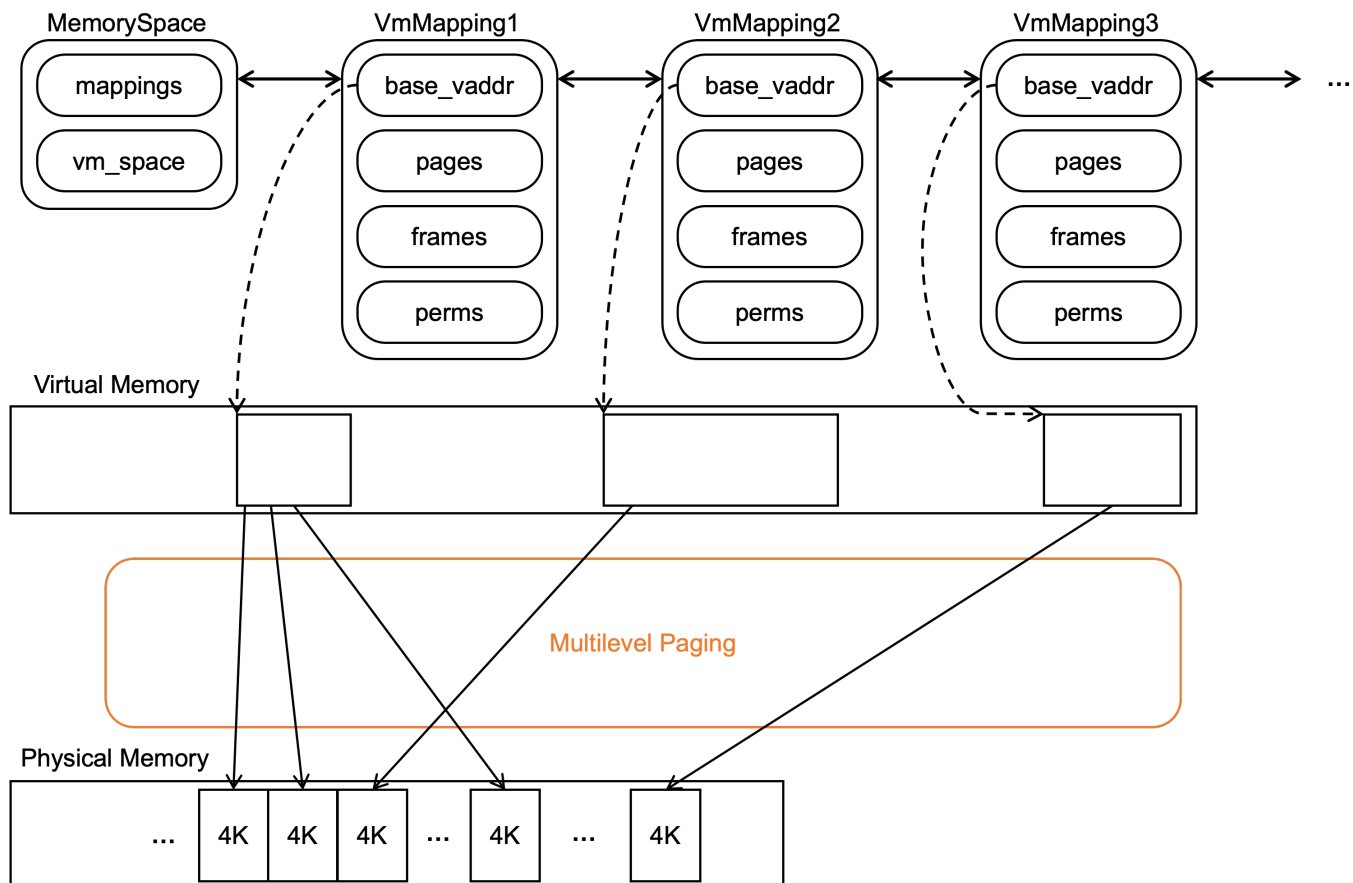 MemorySpace
VmMapping1
VmMapping2
VmMapping3
mappings
base_vaddr
base_vaddr
base_vaddr
...
vm_space
pages
pages
pages
frames
frames
frames
perms
perms
perms
Virtual Memory
Multilevel Paging
Physical Memory
... 4K 4K 4K ... 4K ... 4K